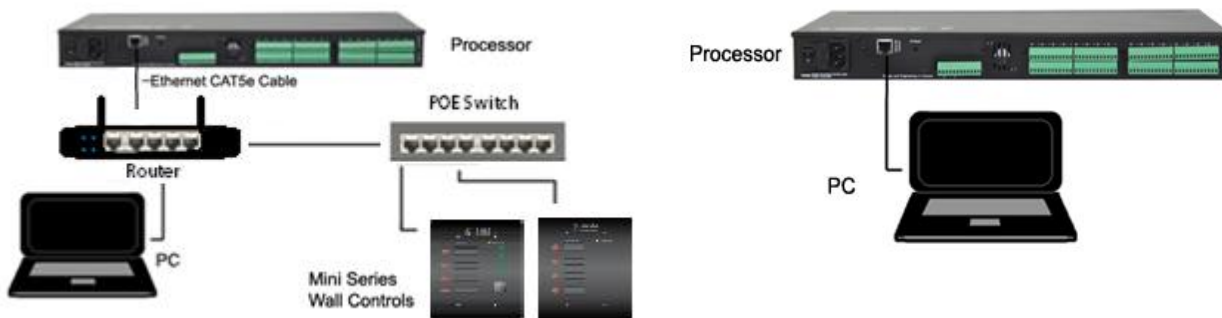 Processor
–Ethernet CAT5e Cable
POE Switch
Router
PC
Mini Series
Wall Controls
Processor
PC